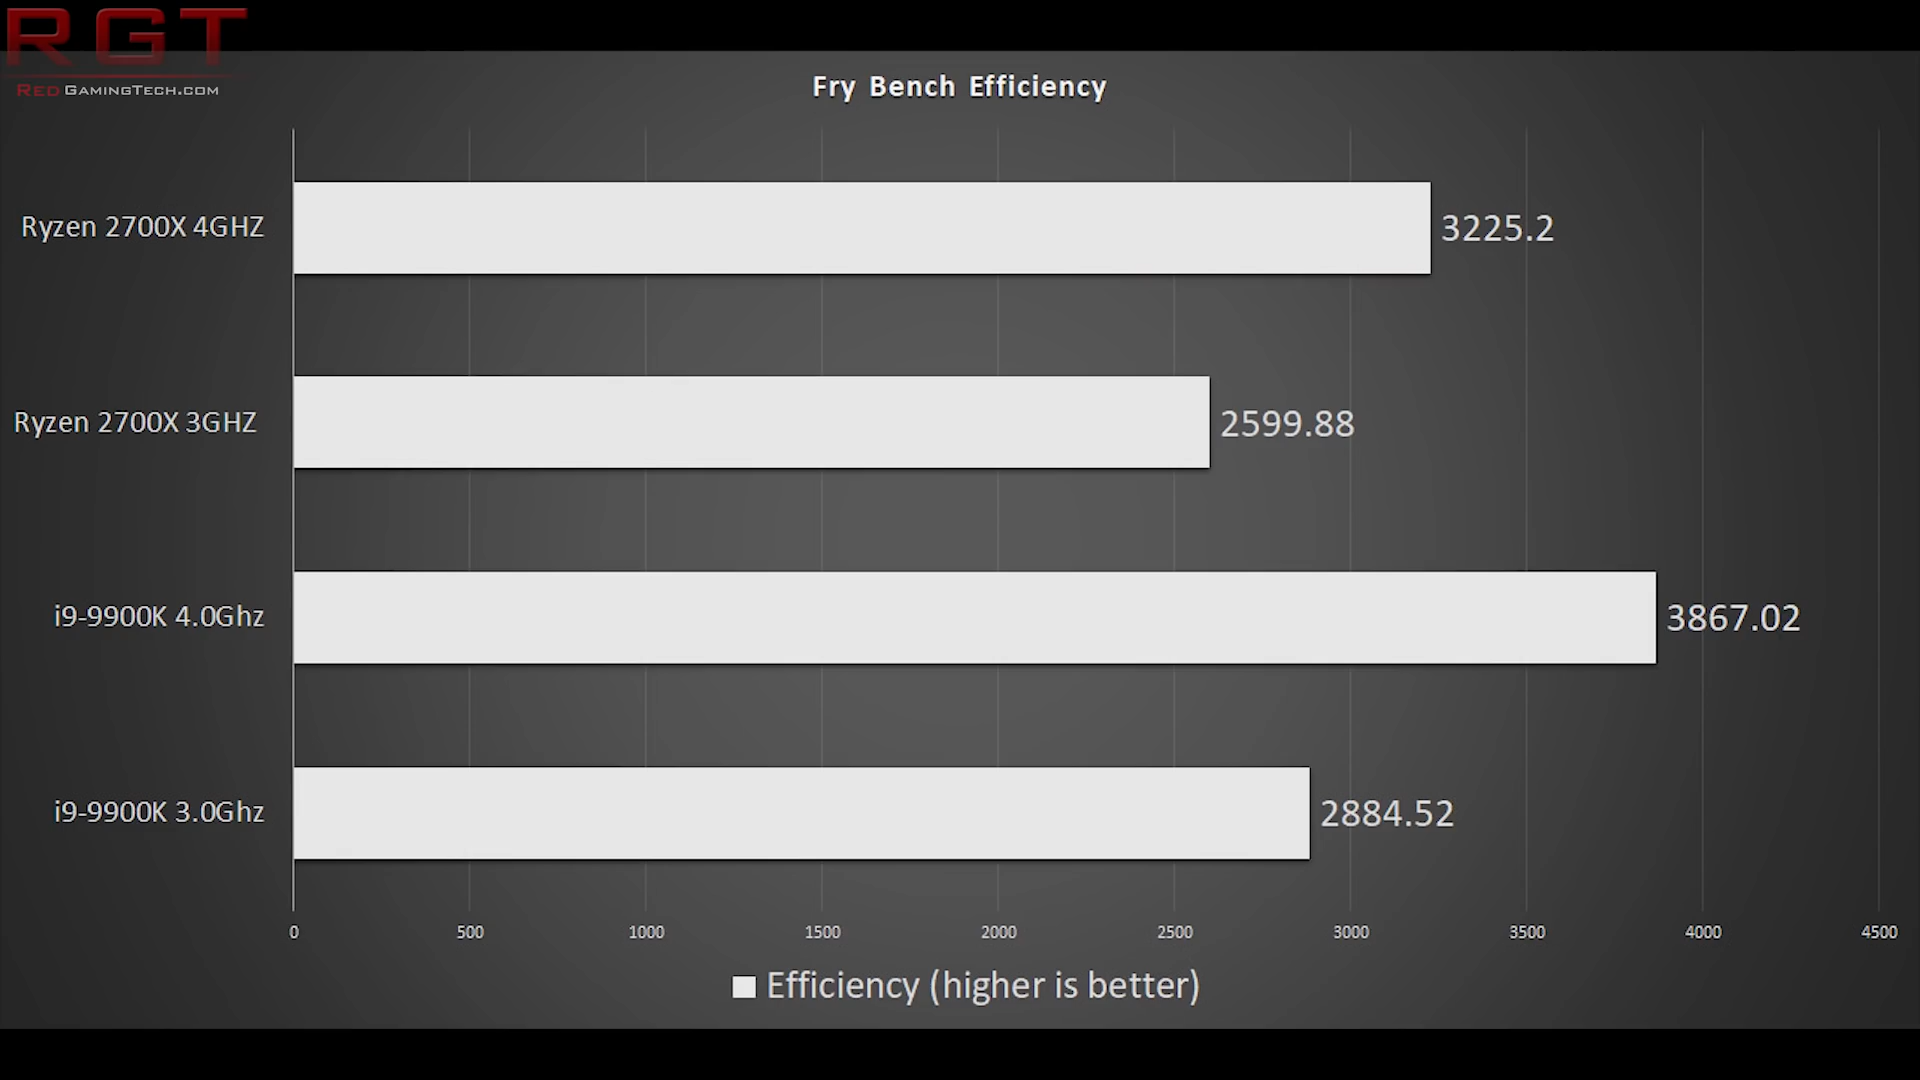 RGT
REDGAMINGTECH.COM
Fry Bench Efficiency
Ryzen 2700X 4GHZ
3225.2
Ryzen 2700X 3GHZ
2599.88
i9-9900K 4.0Ghz
3867.02
i9-9900K 3.0Ghz
2884.52
0 500 1000 1500 2000 2500 3000 3500 4000 4500
Efficiency (higher is better)